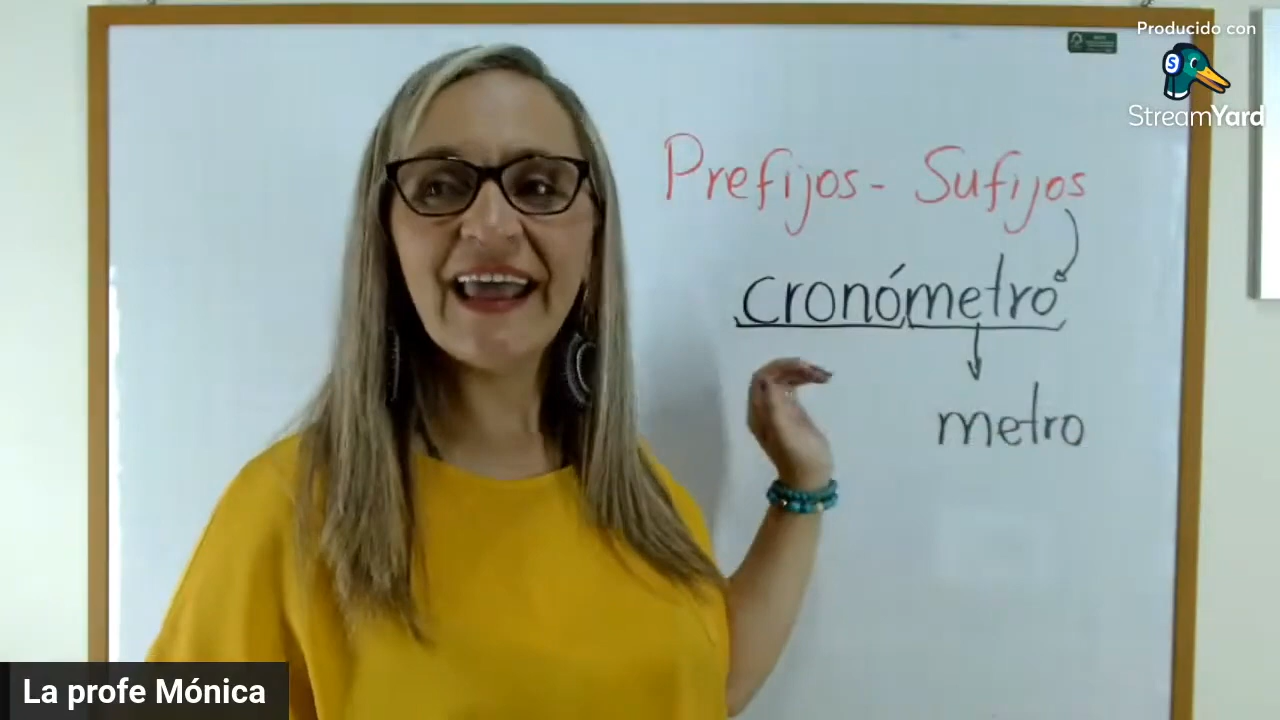 Producido con
StreamYard
Prefijos - Sufijos
cronómetro
metro
La profe Mónica